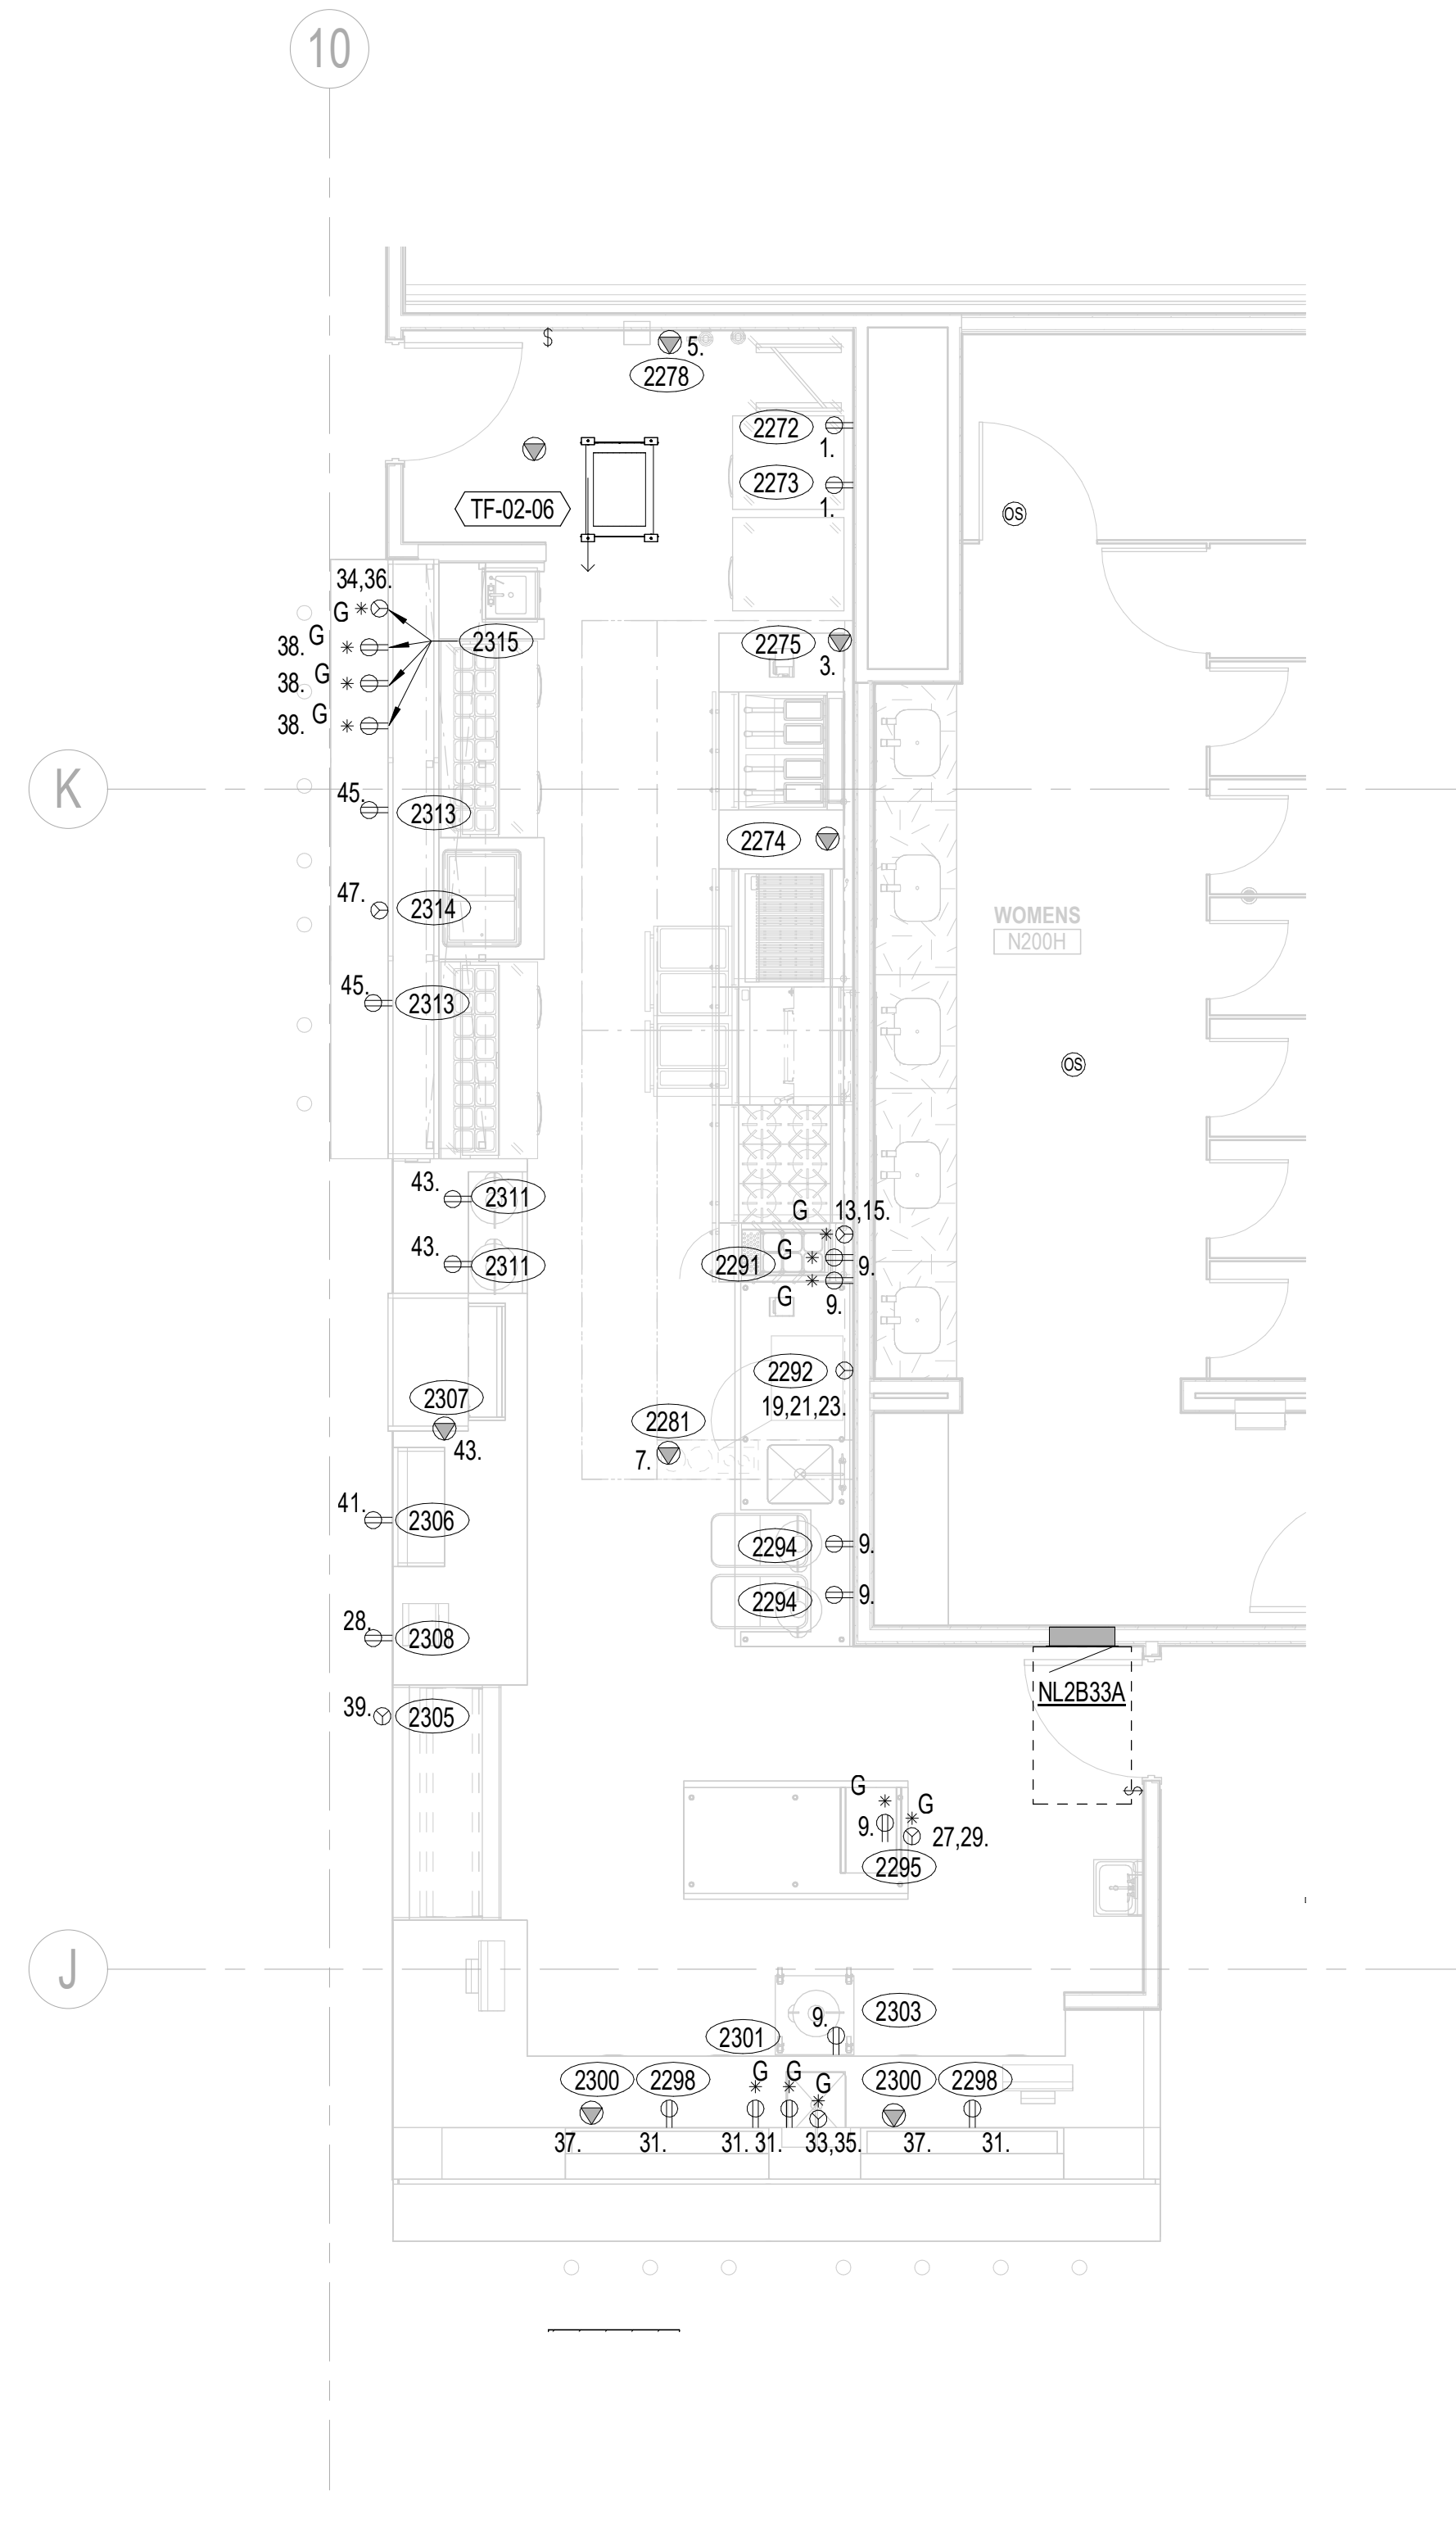 10
$
5.
2278
2272
1.
2273
1.
TF-02-06
OS
34,36.
G *
2315
38. G *
38. G *
38. G *
2275
3.
K
45.
2313
2274
47.
2314
WOMENS
N200H
45.
2313
OS
43.
2311
G * 13,15.
43.
2311
2291
G * 9.
* G 9.
2292
19,21,23.
2307
43.
2281
7.
41.
2306
2294
9.
2294
9.
28.
2308
NL2B33A
39.
2305
$
G *
G *
9.
27,29.
2295
J
2303
9.
2301
2300
2298
G *
G *
G *
2300
2298
37.
31.
31. 31.
33,35.
37.
31.